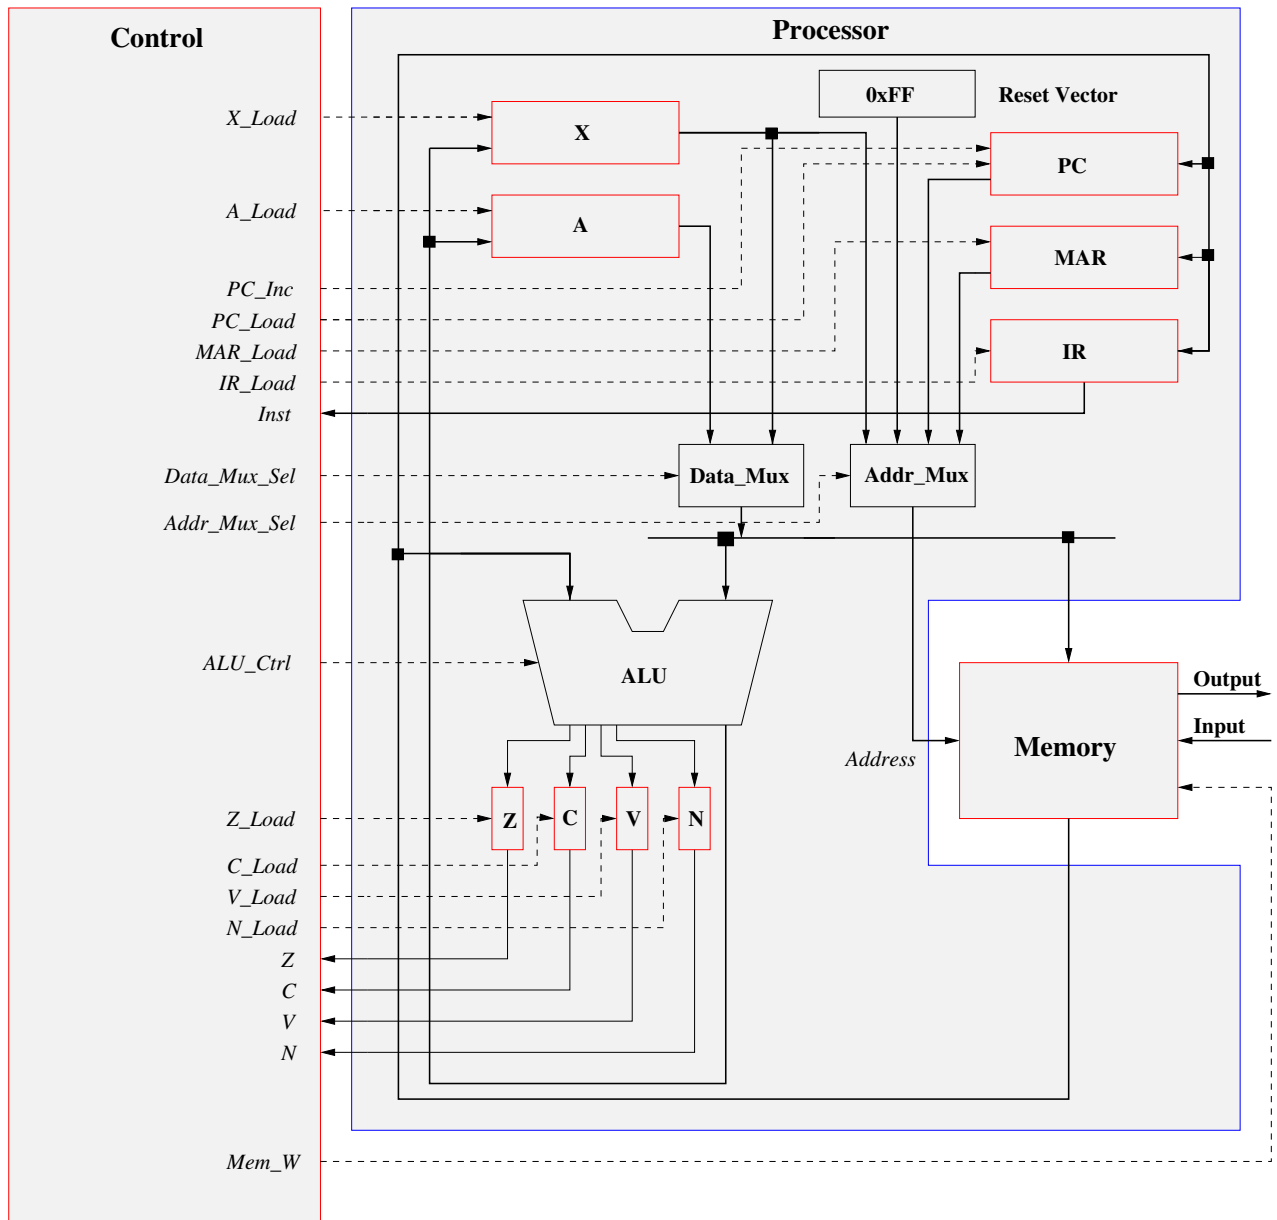 Control
Processor
0xFF
Reset Vector
X_Load
X
PC
A_Load
A
MAR
PC_Inc
PC_Load
MAR_Load
IR
IR_Load
Inst
Data_Mux_Sel
Data_Mux
Addr_Mux
Addr_Mux_Sel
ALU_Ctrl
ALU
Output
Input
Memory
Address
Z_Load
Z
C
V
N
C_Load
V_Load
N_Load
Z
C
V
N
Mem_W